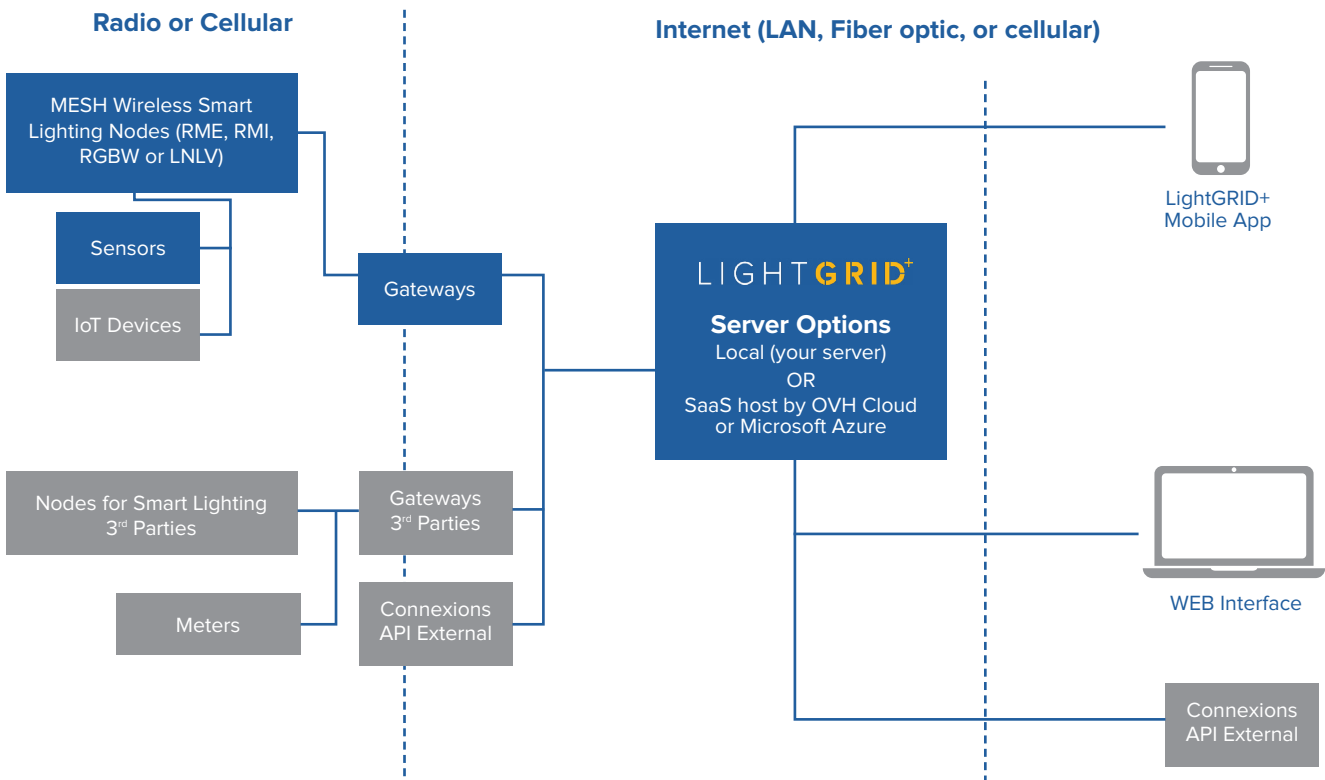 Radio or Cellular
Internet (LAN, Fiber optic, or cellular)
MESH Wireless Smart
Lighting Nodes (RME, RMI,
RGBW or LNLV)
Sensors
IoT Devices
Gateways
LIGHTGRID+
Server Options
Local (your server)
OR
SaaS host by OVH Cloud
or Microsoft Azure
LightGRID+
Mobile App
Nodes for Smart Lighting
3rd Parties
Meters
Gateways
3rd Parties
Connexions
API External
WEB Interface
Connexions
API External